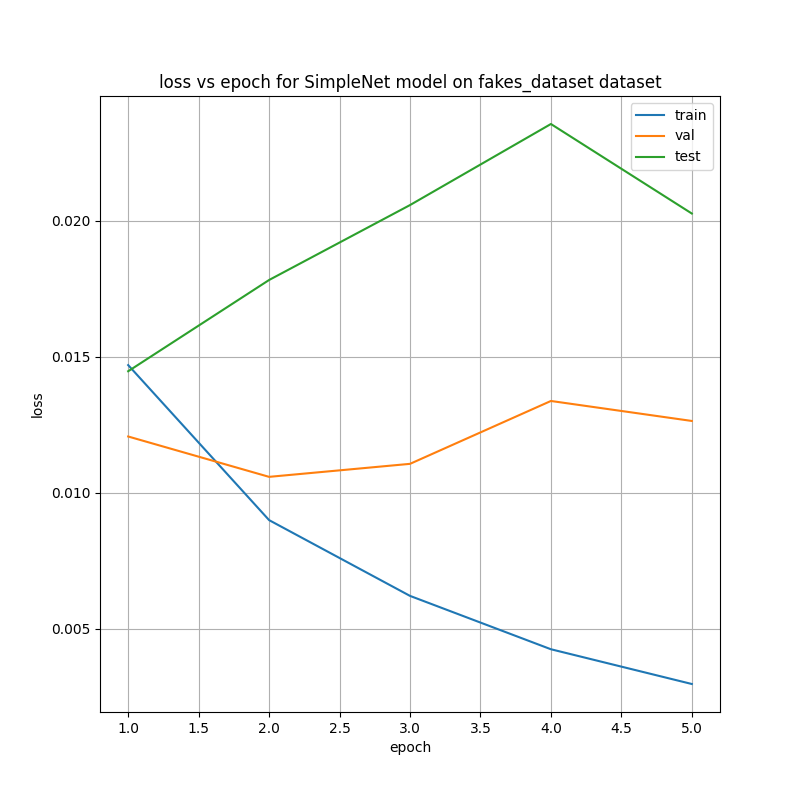 loss vs epoch for SimpleNet model on fakes_dataset dataset
train
val
test
0.020
0.015
0.010
0.005
loss
1.0 1.5 2.0 2.5 3.0 3.5 4.0 4.5 5.0
epoch